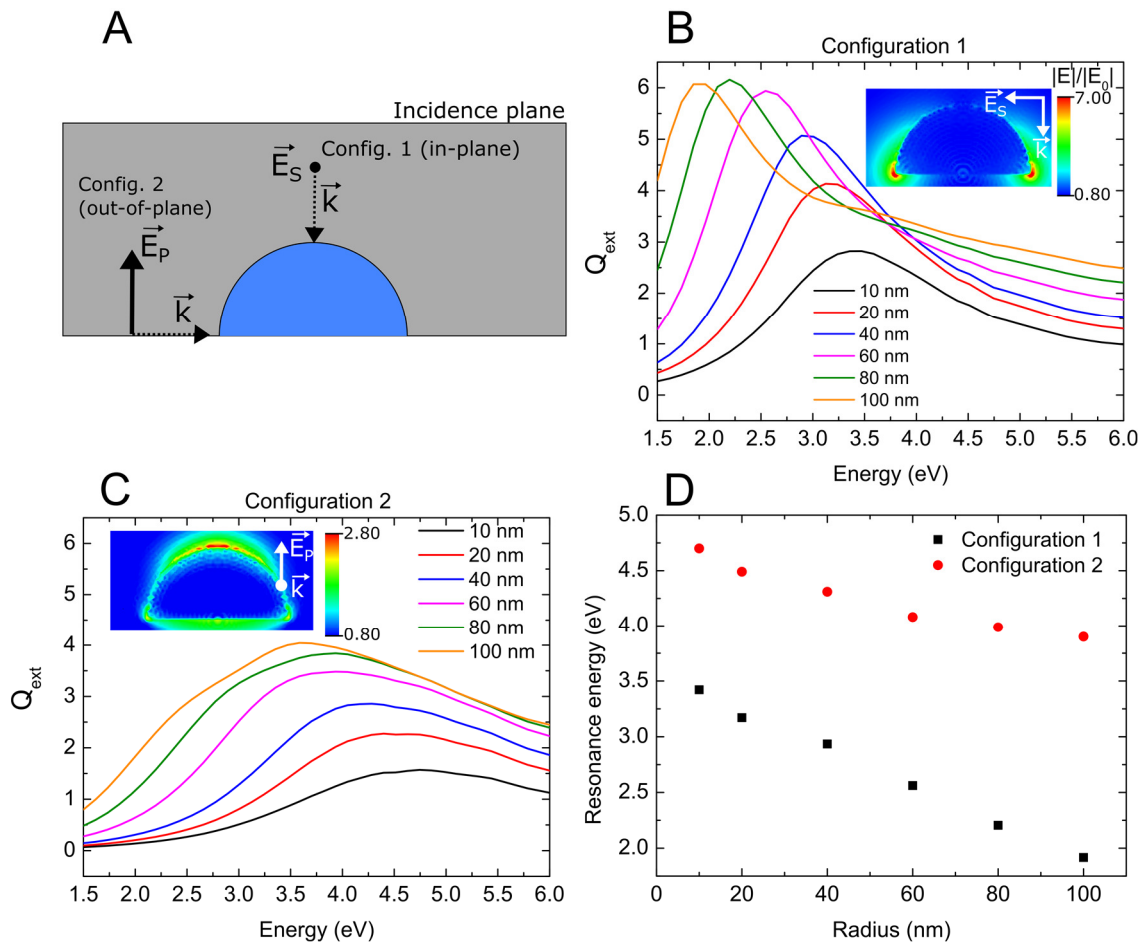 A
Incidence plane
E_S
Config. 1 (in-plane)
k
Config. 2
(out-of-plane)
E_P
k
B
Configuration 1
|E|/|E_0|
7.00
E_S
k
0.80
6
5
4
3
2
1
0
Q_ext
10 nm
20 nm
40 nm
60 nm
80 nm
100 nm
1.5 2.0 2.5 3.0 3.5 4.0 4.5 5.0 5.5 6.0
Energy (eV)
C
Configuration 2
2.80
E_P
k
0.80
6
5
4
3
2
1
0
Q_ext
10 nm
20 nm
40 nm
60 nm
80 nm
100 nm
1.5 2.0 2.5 3.0 3.5 4.0 4.5 5.0 5.5 6.0
Energy (eV)
D
5.0
4.5
4.0
3.5
3.0
2.5
2.0
Resonance energy (eV)
Configuration 1
Configuration 2
0 20 40 60 80 100
Radius (nm)